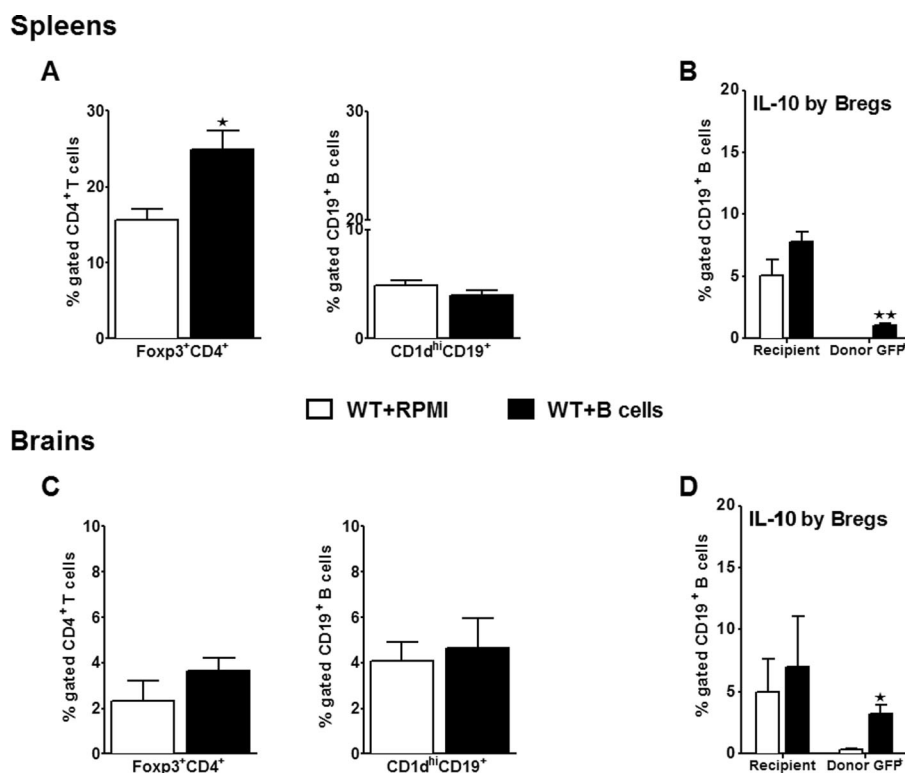 Spleens
A
B
30
20
10
0
% gated CD4⁺T cells
★
Foxp3⁺CD4⁺
30
20
10
5
0
% gated CD19⁺ B cells
CD1dʰⁱCD19⁺
20
15
10
5
0
% gated CD19⁺ B cells
IL-10 by Bregs
★★
Recipient Donor GFP⁺
WT+RPMI WT+B cells
Brains
C
D
10
8
6
4
2
0
% gated CD4⁺T cells
Foxp3⁺CD4⁺
10
8
6
4
2
0
% gated CD19⁺ B cells
CD1dʰⁱCD19⁺
20
15
10
5
0
% gated CD19⁺ B cells
IL-10 by Bregs
★
Recipient Donor GFP⁺